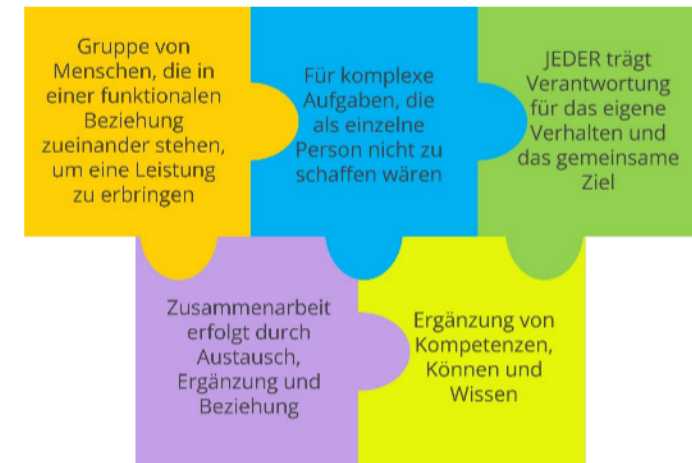 Gruppe von
Menschen, die in
einer funktionalen
Beziehung
zueinander stehen,
um eine Leistung
zu erbringen
Für komplexe
Aufgaben, die
als einzelne
Person nicht zu
schaffen wären
JEDER trägt
Verantwortung
für das eigene
Verhalten und
das gemeinsame
Ziel
Zusammenarbeit
erfolgt durch
Austausch,
Ergänzung und
Beziehung
Ergänzung von
Kompetenzen,
Können und
Wissen